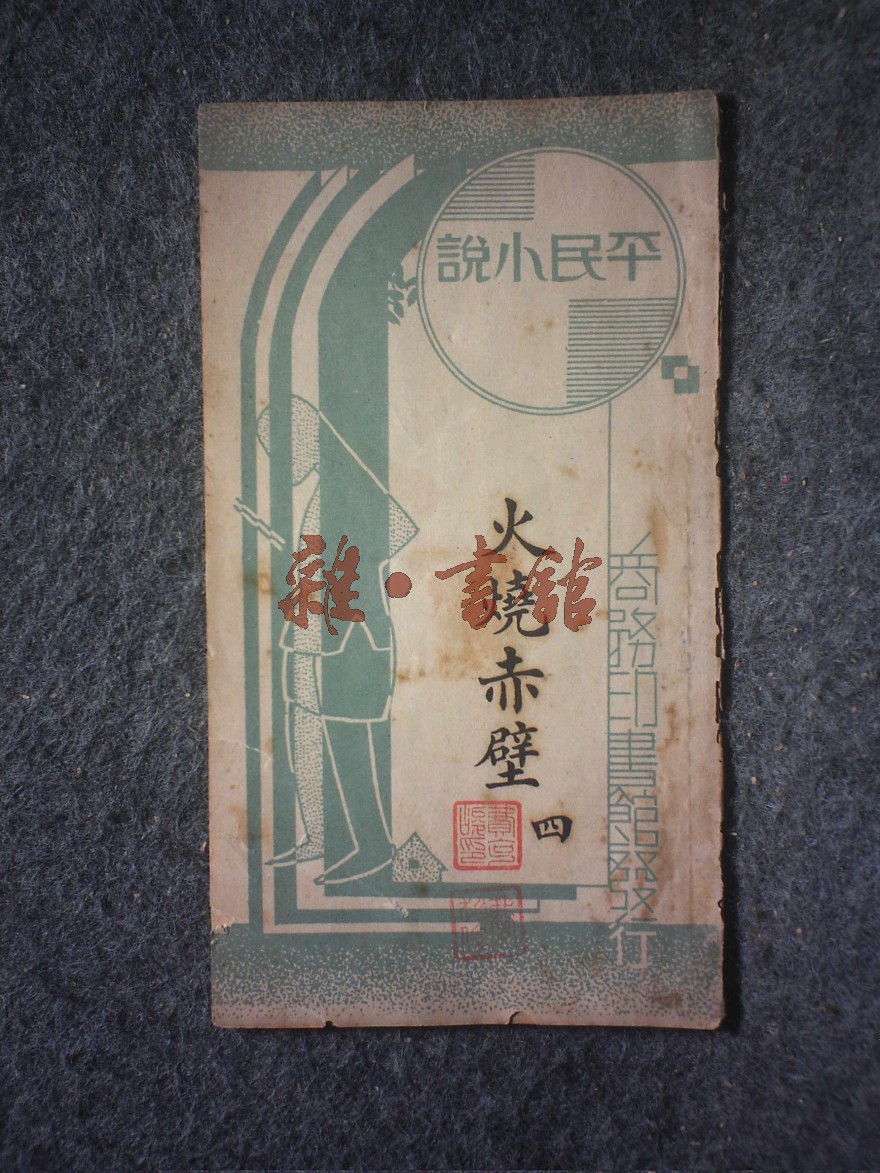 平民小說
火燒赤壁
四
商務印書館發行
雜·書館